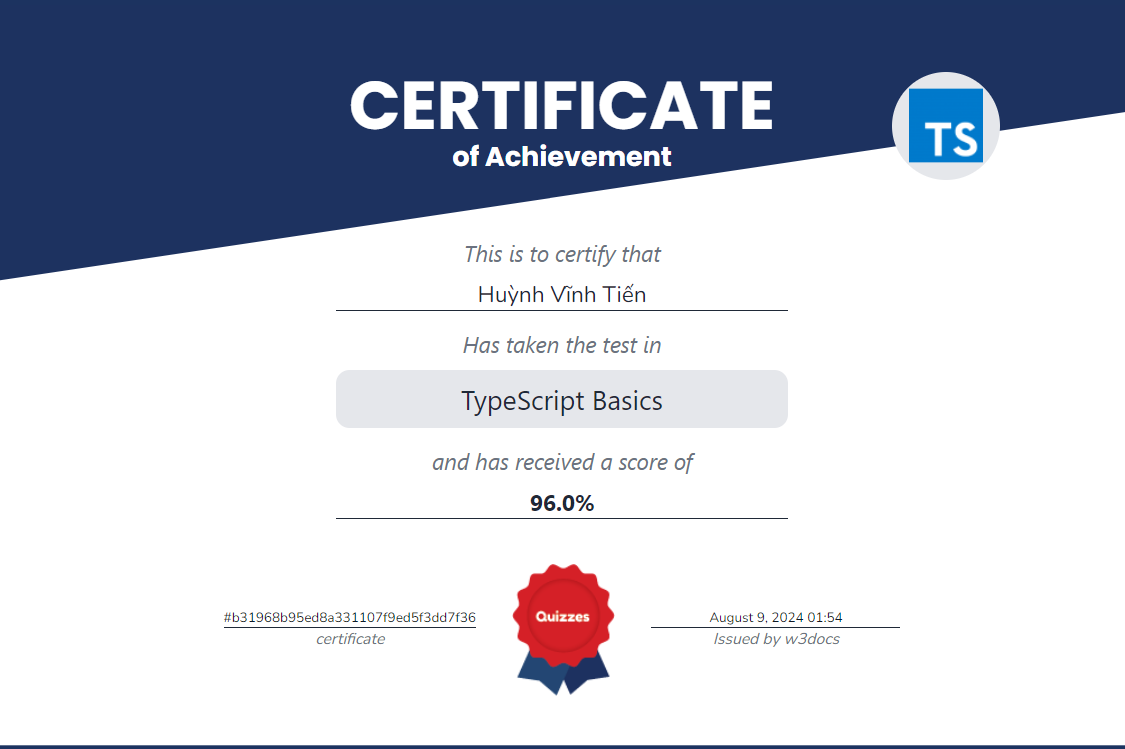 CERTIFICATE
of Achievement
TS
This is to certify that
Huỳnh Vĩnh Tiến
Has taken the test in
TypeScript Basics
and has received a score of
96.0%
#b31968b95ed8a331107f9ed5f3dd7f36
certificate
Quizzes
August 9, 2024 01:54
Issued by w3docs